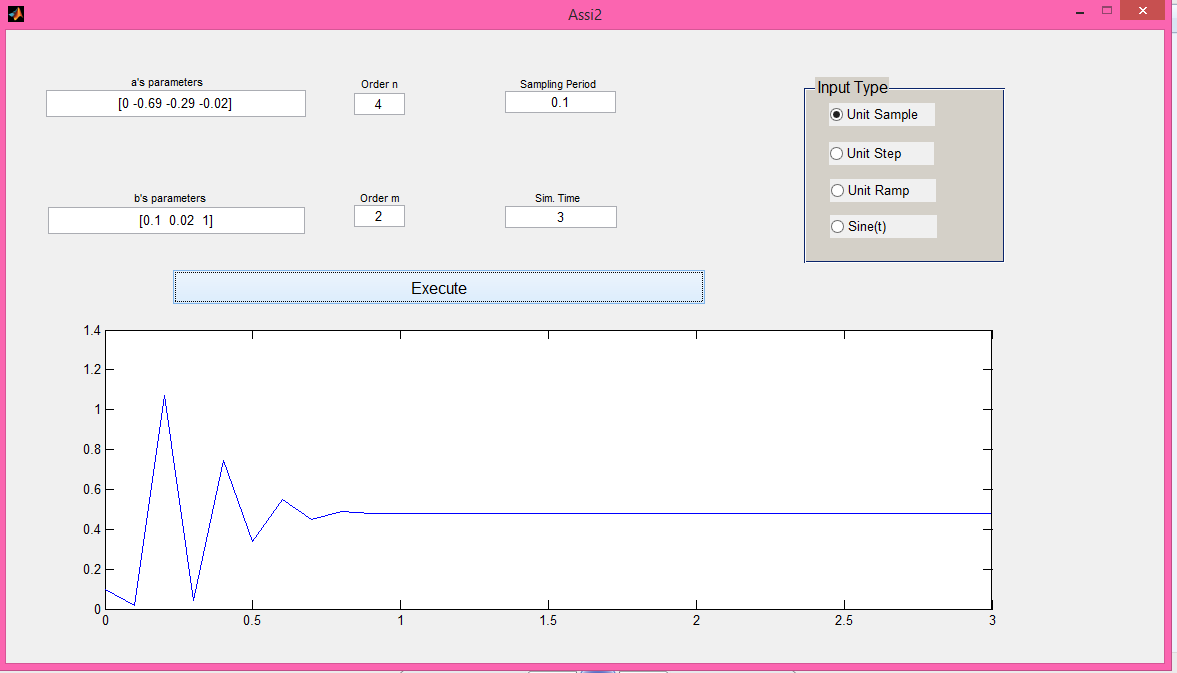 Assi2
a's parameters
Order n
Sampling Period
[0 -0.69 -0.29 -0.02]
4
0.1
Input Type
Unit Sample
Unit Step
Unit Ramp
Sine(t)
b's parameters
Order m
Sim. Time
[0.1  0.02  1]
2
3
Execute
1.4
1.2
1
0.8
0.6
0.4
0.2
0
0 0.5 1 1.5 2 2.5 3